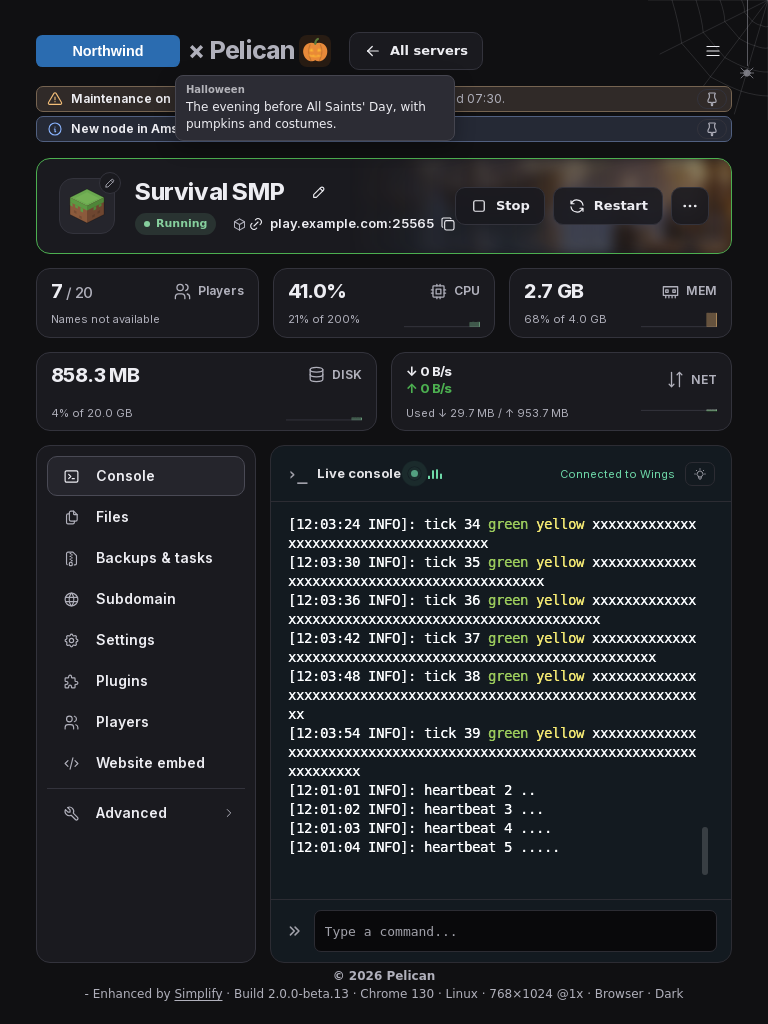 Northwind × Pelican All servers
Maintenance on d 07:30.
Halloween
The evening before All Saints' Day, with
pumpkins and costumes.
New node in Ams
Survival SMP
Running play.example.com:25565
Stop Restart
7 / 20 Players
Names not available
41.0% CPU
21% of 200%
2.7 GB MEM
68% of 4.0 GB
858.3 MB DISK
4% of 20.0 GB
↓ 0 B/s
↑ 0 B/s
NET
Used ↓ 29.7 MB / ↑ 953.7 MB
Console
Files
Backups & tasks
Subdomain
Settings
Plugins
Players
Website embed
Advanced
Live console Connected to Wings
[12:03:24 INFO]: tick 34 green yellow xxxxxxxxxxxxx
xxxxxxxxxxxxxxxxxxxxxxxxx
[12:03:30 INFO]: tick 35 green yellow xxxxxxxxxxxxx
xxxxxxxxxxxxxxxxxxxxxxxxxxxxxxxx
[12:03:36 INFO]: tick 36 green yellow xxxxxxxxxxxxx
xxxxxxxxxxxxxxxxxxxxxxxxxxxxxxxxxxxxxxx
[12:03:42 INFO]: tick 37 green yellow xxxxxxxxxxxxx
xxxxxxxxxxxxxxxxxxxxxxxxxxxxxxxxxxxxxxxxxxxxxx
[12:03:48 INFO]: tick 38 green yellow xxxxxxxxxxxxx
xxxxxxxxxxxxxxxxxxxxxxxxxxxxxxxxxxxxxxxxxxxxxxxxxxx
xx
[12:03:54 INFO]: tick 39 green yellow xxxxxxxxxxxxx
xxxxxxxxxxxxxxxxxxxxxxxxxxxxxxxxxxxxxxxxxxxxxxxxxxx
xxxxxxxxx
[12:01:01 INFO]: heartbeat 2 ..
[12:01:02 INFO]: heartbeat 3 ...
[12:01:03 INFO]: heartbeat 4 ....
[12:01:04 INFO]: heartbeat 5 .....
Type a command...
© 2026 Pelican
- Enhanced by Simplify · Build 2.0.0-beta.13 · Chrome 130 · Linux · 768×1024 @1x · Browser · Dark